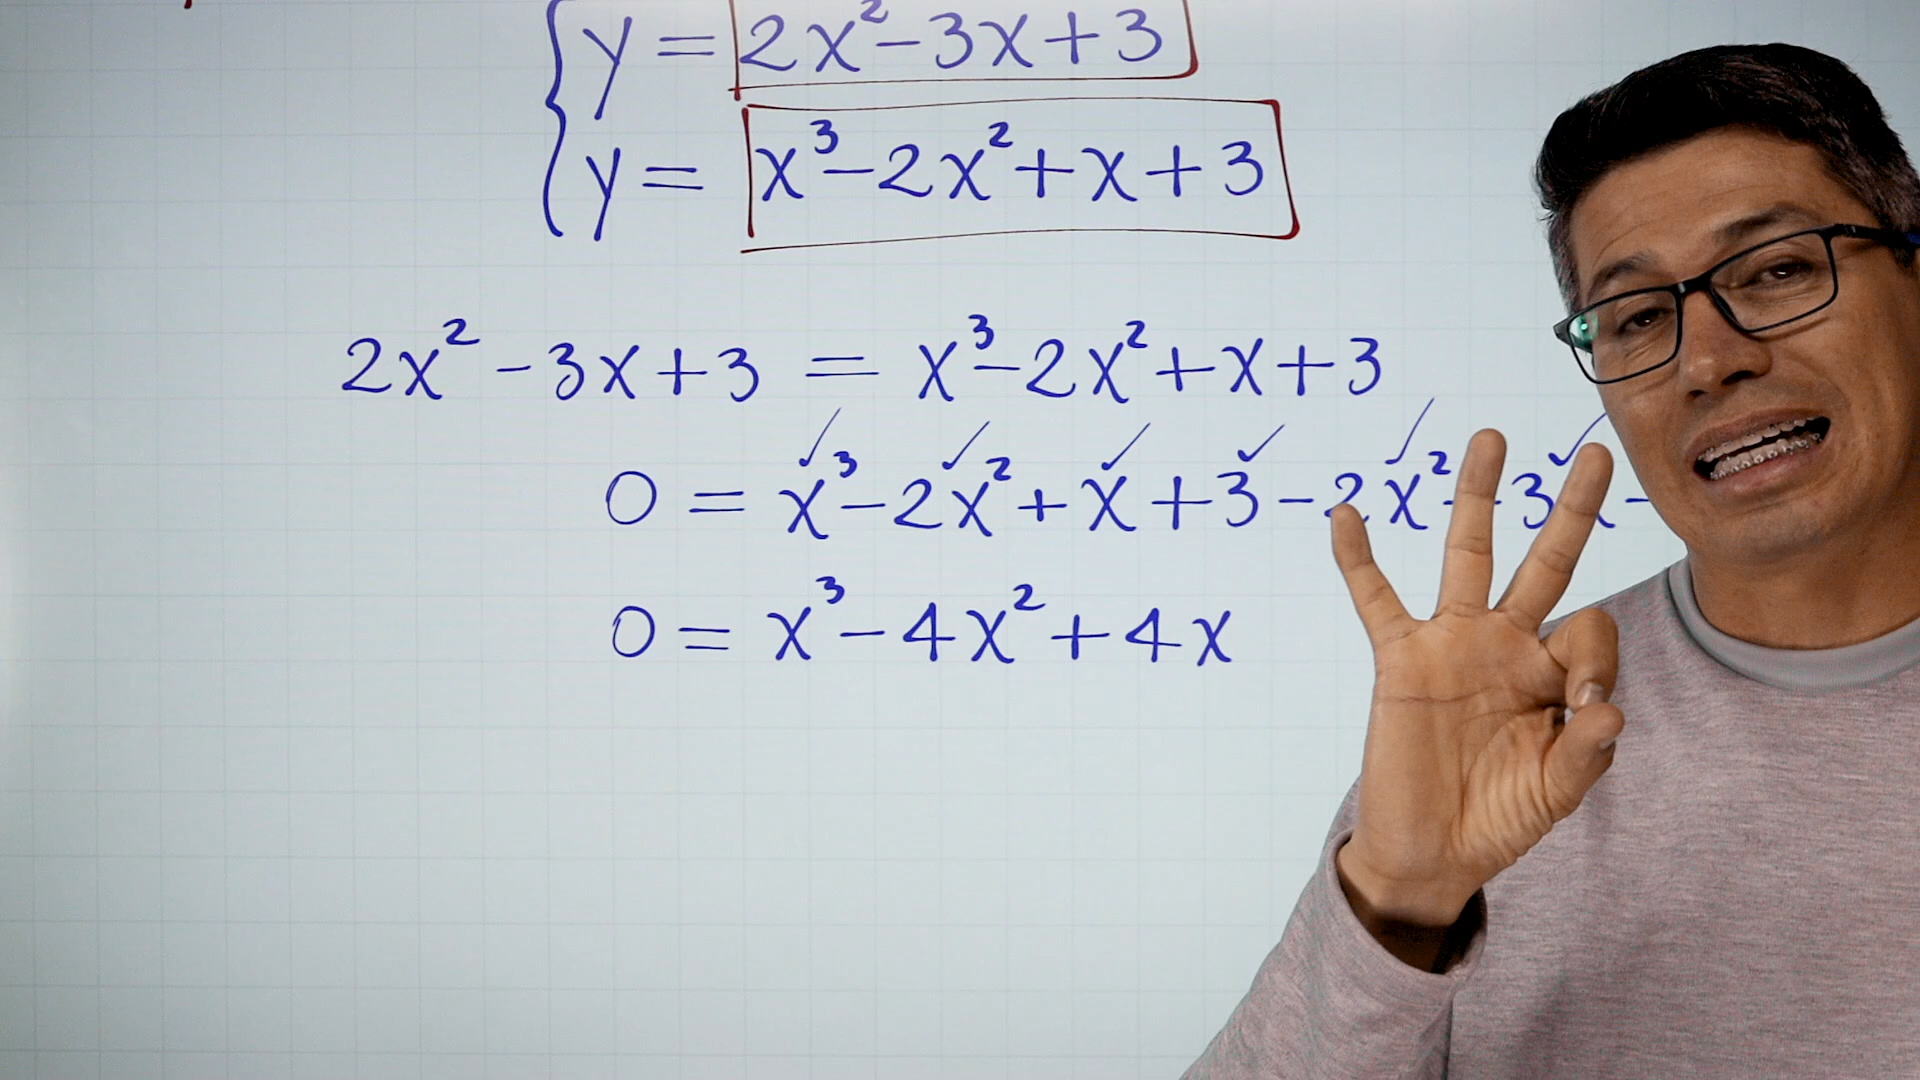 y = 2x²-3x+3
y = x³-2x²+x+3
2x² - 3x + 3 = x³-2x²+x+3
0 = x³-2x²+x+3-2x² 3x -
0 = x³-4x²+4x